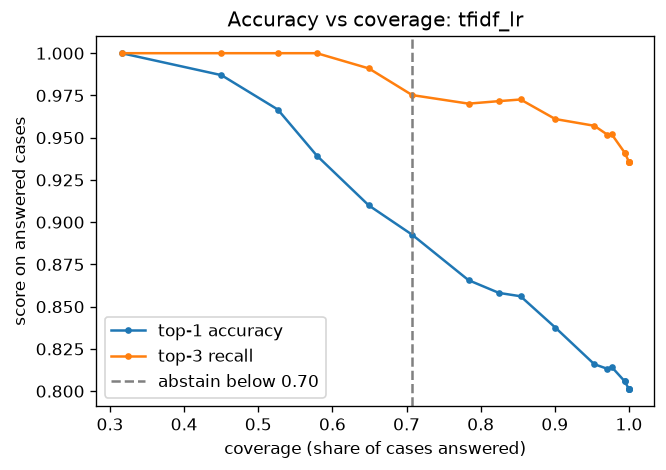 Accuracy vs coverage: tfidf_lr
1.000
0.975
0.950
0.925
0.900
0.875
0.850
0.825
0.800
score on answered cases
top-1 accuracy
top-3 recall
abstain below 0.70
0.3 0.4 0.5 0.6 0.7 0.8 0.9 1.0
coverage (share of cases answered)